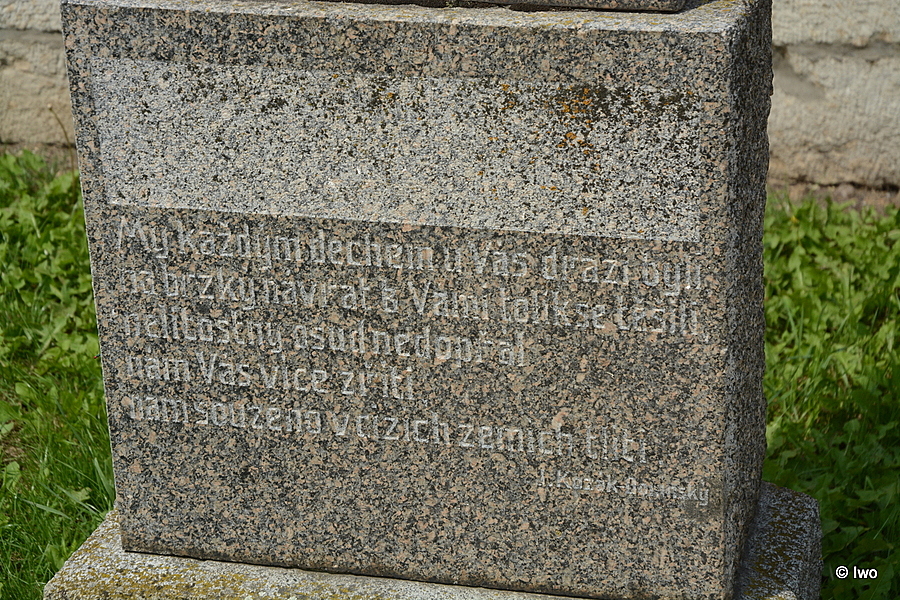 My každým dechem u Vás drazí byli
na brzký návrat k Vám tolik se těšili
nelítostný osud nedopřál
nám Vás více zříti
nám souzeno v cizích zemích tlíti
J. Kozák
© Iwo